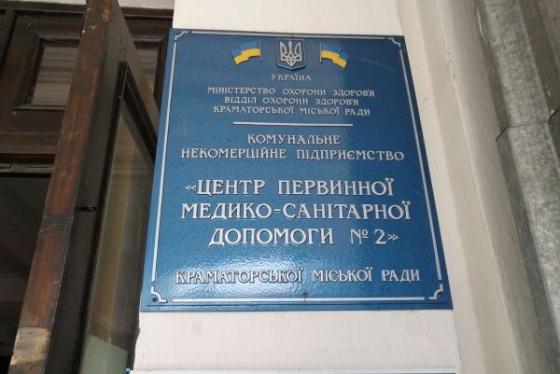 УКРАЇНА
МІНІСТЕРСТВО ОХОРОНИ ЗДОРОВ'Я
ВІДДІЛ ОХОРОНИ ЗДОРОВ'Я
КРАМАТОРСЬКОЇ МІСЬКОЇ РАДИ
КОМУНАЛЬНЕ
НЕКОМЕРЦІЙНЕ ПІДПРИЄМСТВО
«ЦЕНТР ПЕРВИННОЇ
МЕДИКО-САНІТАРНОЇ
ДОПОМОГИ № 2»
КРАМАТОРСЬКОЇ МІСЬКОЇ РАДИ